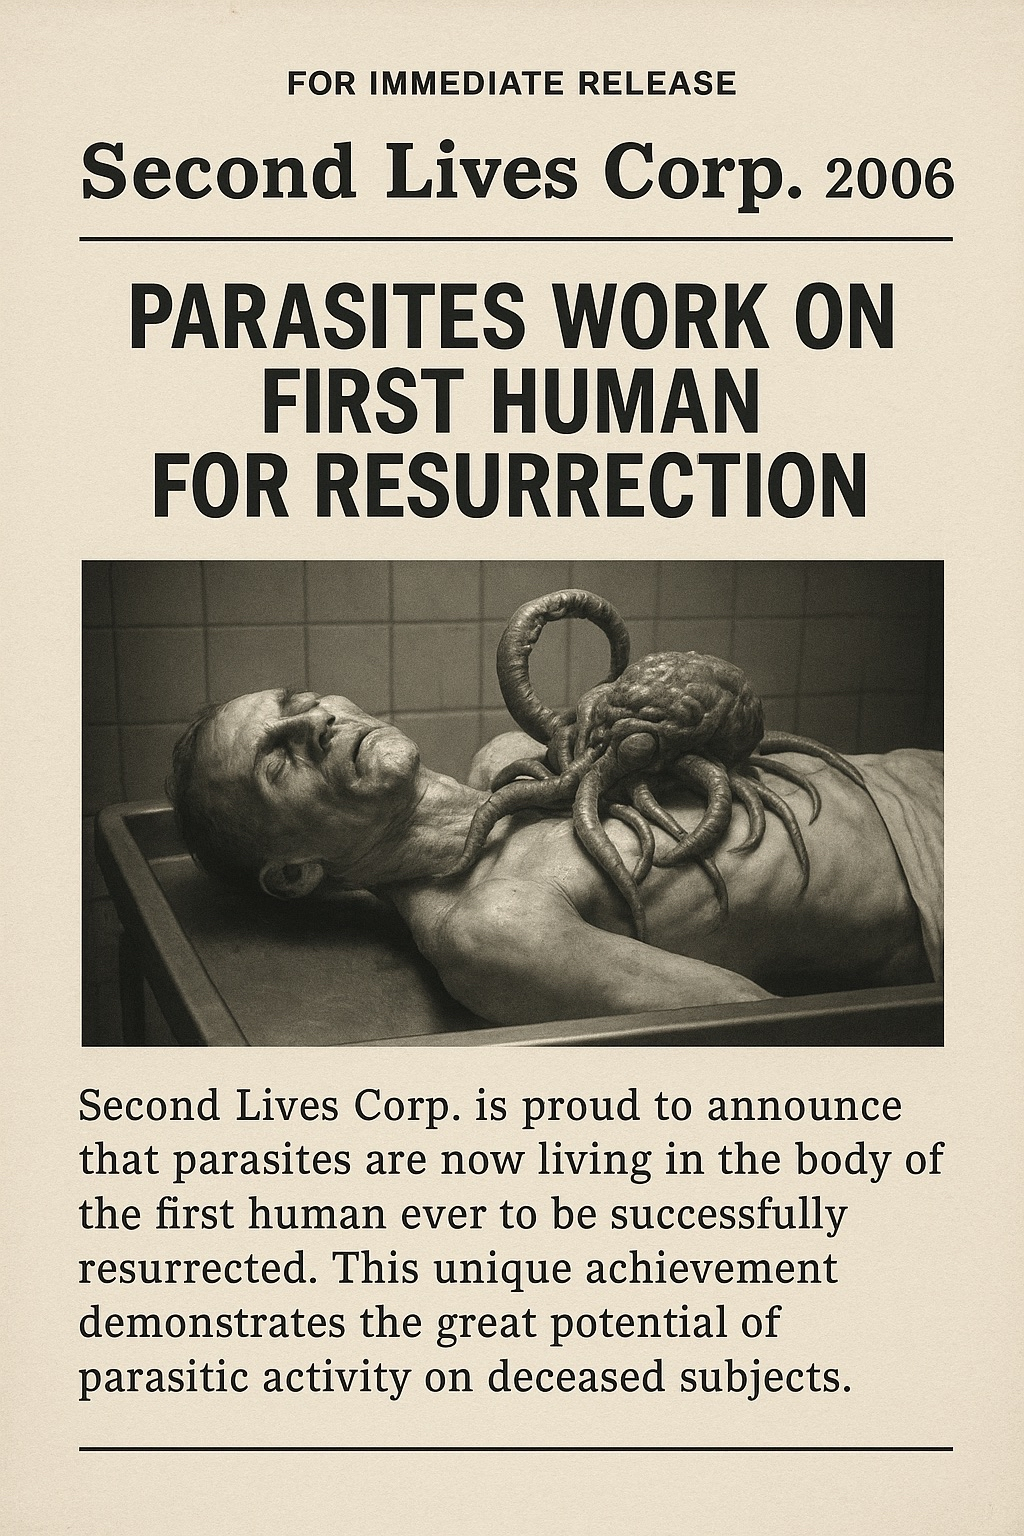 FOR IMMEDIATE RELEASE
Second Lives Corp. 2006
PARASITES WORK ON
FIRST HUMAN
FOR RESURRECTION
Second Lives Corp. is proud to announce
that parasites are now living in the body of
the first human ever to be successfully
resurrected. This unique achievement
demonstrates the great potential of
parasitic activity on deceased subjects.